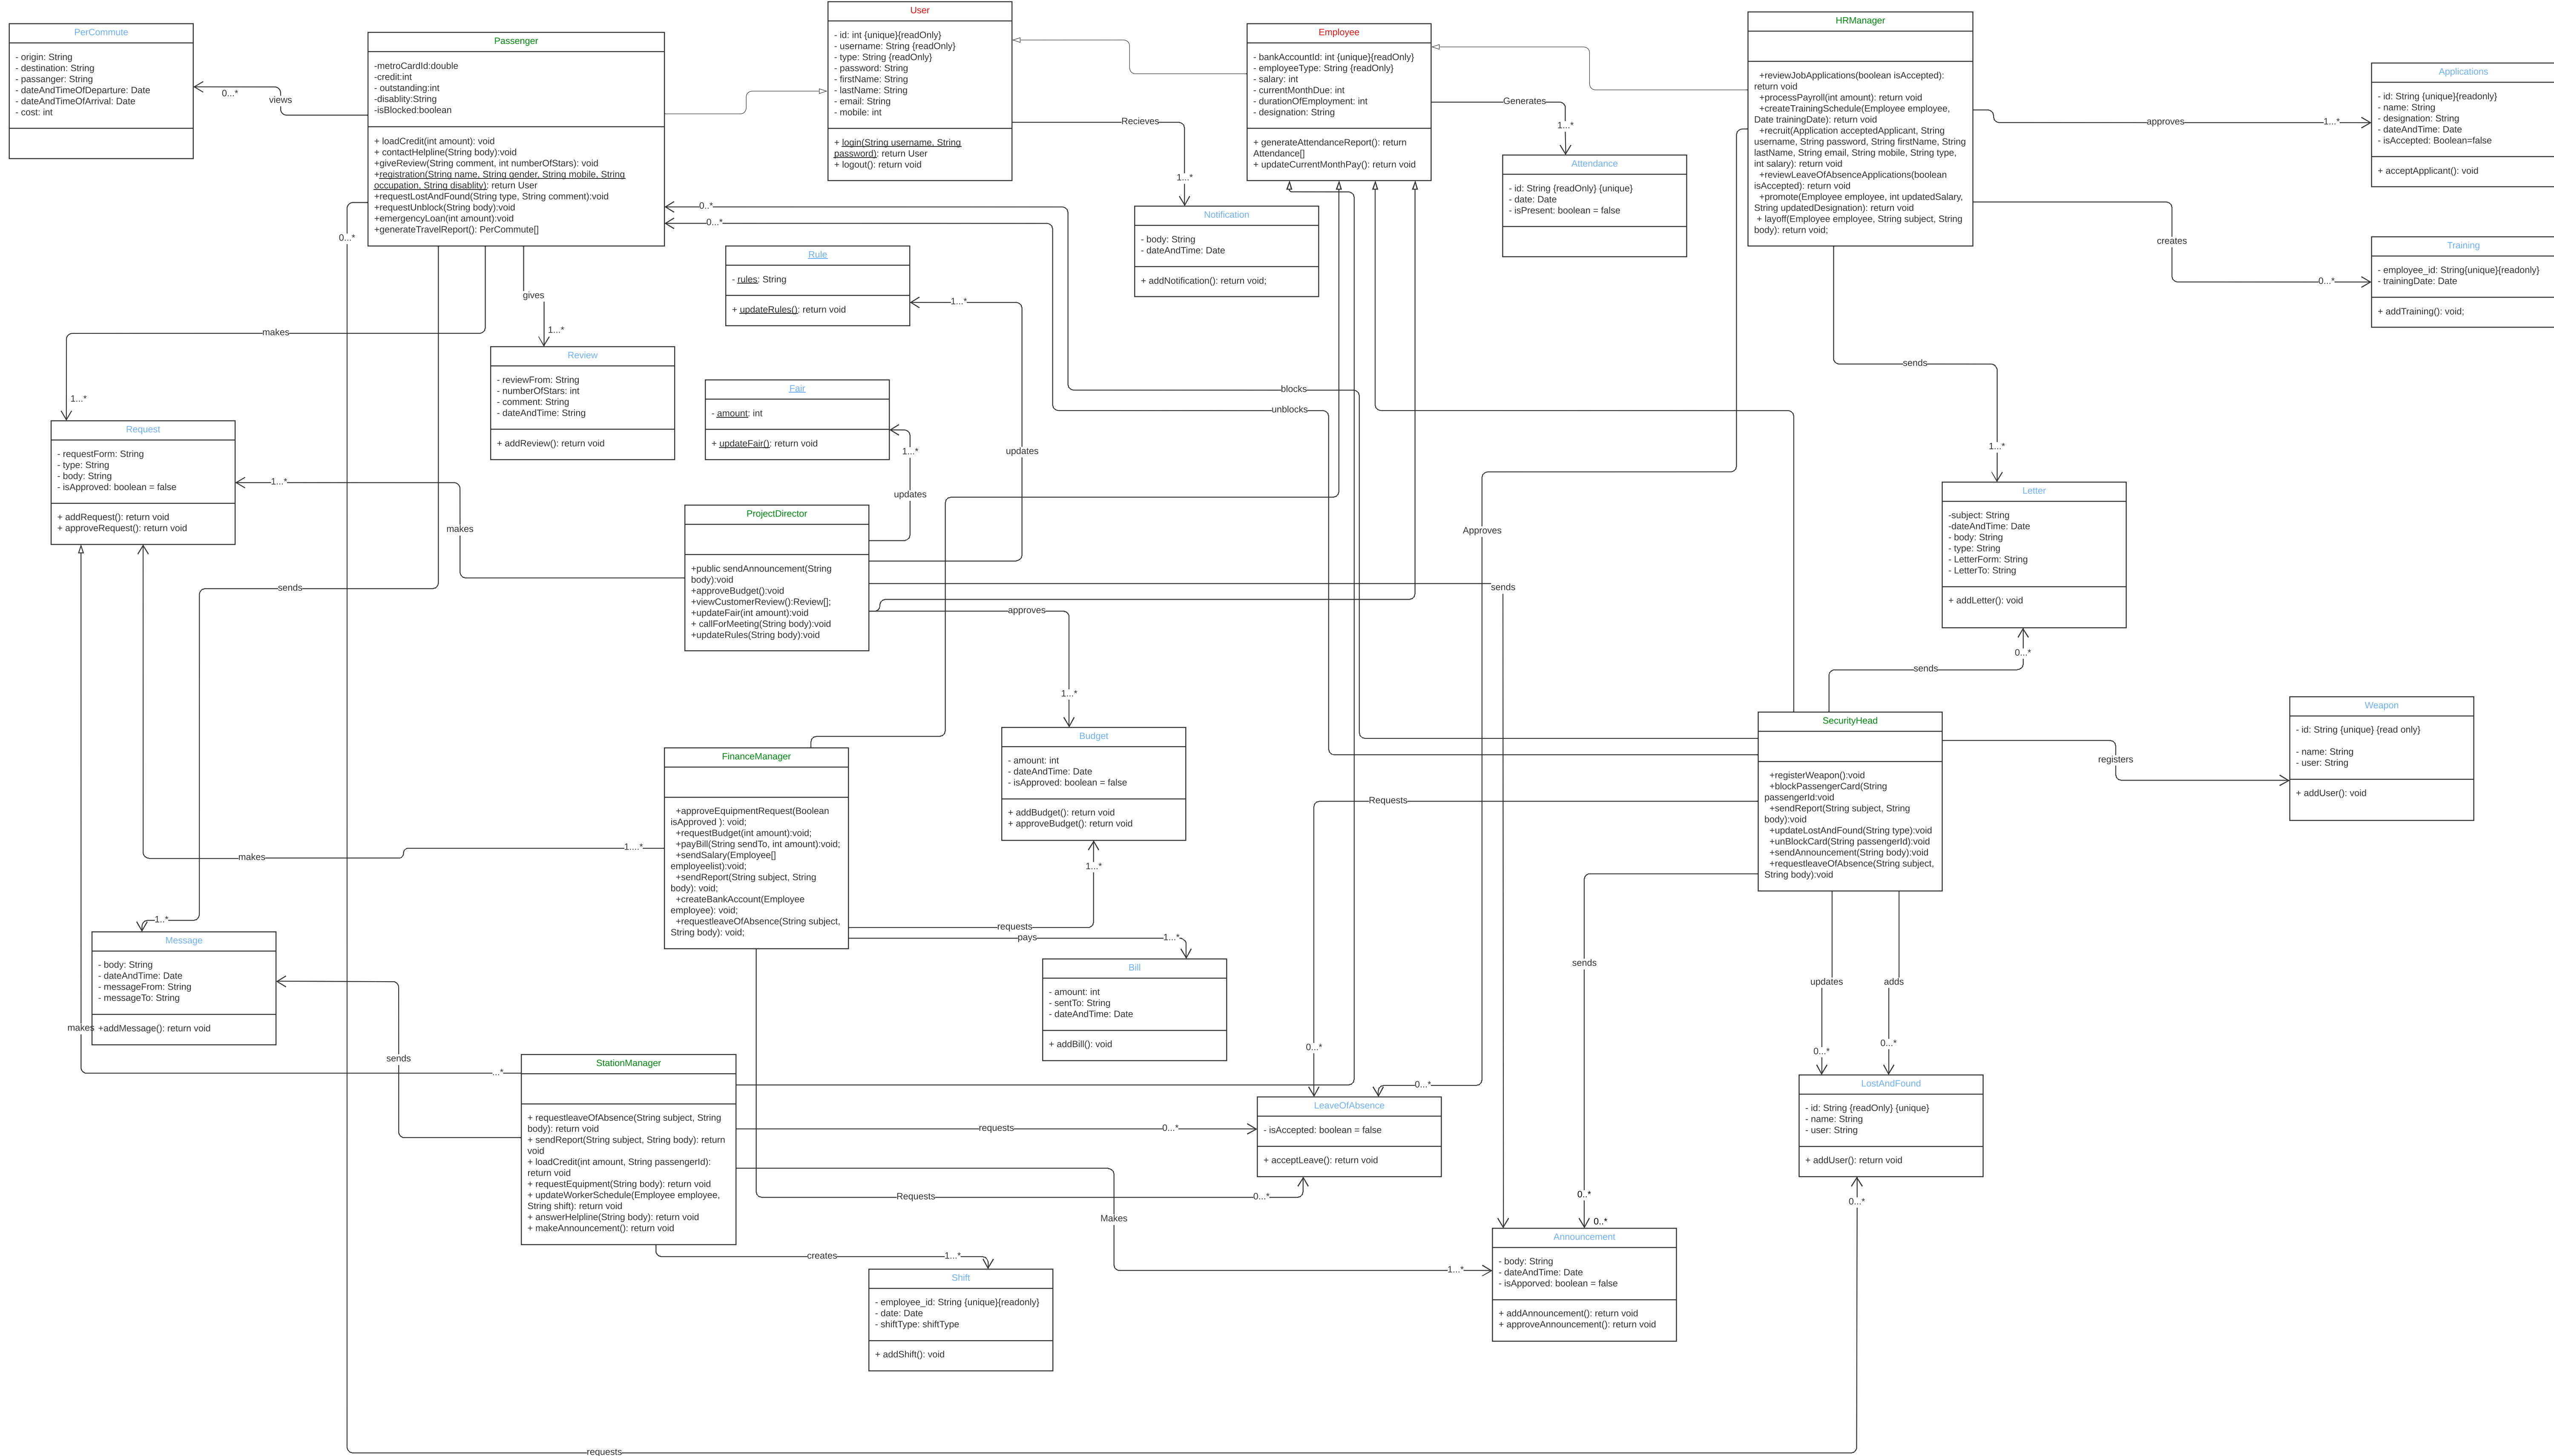 PerCommute
- origin: String
- destination: String
- passanger: String
- dateAndTimeOfDeparture: Date
- dateAndTimeOfArrival: Date
- cost: int
0...*
views
Passenger
-metroCardId:double
-credit:int
- outstanding:int
-disablity:String
-isBlocked:boolean
+ loadCredit(int amount): void
+ contactHelpline(String body):void
+giveReview(String comment, int numberOfStars): void
+registration(String name, String gender, String mobile, String
occupation, String disablity): return User
+requestLostAndFound(String type, String comment):void
+requestUnblock(String body):void
+emergencyLoan(int amount):void
+generateTravelReport(): PerCommute[]
User
- id: int {unique}{readOnly}
- username: String {readOnly}
- type: String {readOnly}
- password: String
- firstName: String
- lastName: String
- email: String
- mobile: int
+ login(String username, String
password): return User
+ logout(): return void
Recieves
1...*
Employee
- bankAccountId: int {unique}{readOnly}
- employeeType: String {readOnly}
- salary: int
- currentMonthDue: int
- durationOfEmployment: int
- designation: String
+ generateAttendanceReport(): return
Attendance[]
+ updateCurrentMonthPay(): return void
Generates
1...*
HRManager
+reviewJobApplications(boolean isAccepted):
return void
+processPayroll(int amount): return void
+createTrainingSchedule(Employee employee,
Date trainingDate): return void
+recruit(Application acceptedApplicant, String
username, String password, String firstName, String
lastName, String email, String mobile, String type,
int salary): return void
+reviewLeaveOfAbsenceApplications(boolean
isAccepted): return void
+promote(Employee employee, int updatedSalary,
String updatedDesignation): return void
+ layoff(Employee employee, String subject, String
body): return void;
approves
1...*
Applications
- id: String {unique}{readonly}
- name: String
- designation: String
- dateAndTime: Date
- isAccepted: Boolean=false
+ acceptApplicant(): void
Attendance
- id: String {readOnly} {unique}
- date: Date
- isPresent: boolean = false
Notification
- body: String
- dateAndTime: Date
+ addNotification(): return void;
creates
0...*
Training
- employee_id: String{unique}{readonly}
- trainingDate: Date
+ addTraining(): void;
0..*
0...*
0...*
Rule
- rules: String
+ updateRules(): return void
1...*
gives
1...*
makes
1...*
Review
- reviewFrom: String
- numberOfStars: int
- comment: String
- dateAndTime: String
+ addReview(): return void
Fair
- amount: int
+ updateFair(): return void
1...*
updates
updates
blocks
unblocks
sends
1...*
Request
- requestForm: String
- type: String
- body: String
- isApproved: boolean = false
+ addRequest(): return void
+ approveRequest(): return void
1...*
makes
ProjectDirector
+public sendAnnouncement(String
body):void
+approveBudget():void
+viewCustomerReview():Review[];
+updateFair(int amount):void
+ callForMeeting(String body):void
+updateRules(String body):void
Approves
sends
approves
1...*
Letter
-subject: String
-dateAndTime: Date
- body: String
- type: String
- LetterForm: String
- LetterTo: String
+ addLetter(): void
0...*
sends
sends
SecurityHead
+registerWeapon():void
+blockPassengerCard(String
passengerId:void
+sendReport(String subject, String
body):void
+updateLostAndFound(String type):void
+unBlockCard(String passengerId):void
+sendAnnouncement(String body):void
+requestleaveOfAbsence(String subject,
String body):void
registers
Weapon
- id: String {unique} {read only}
- name: String
- user: String
+ addUser(): void
FinanceManager
+approveEquipmentRequest(Boolean
isApproved ): void;
+requestBudget(int amount):void;
+payBill(String sendTo, int amount):void;
+sendSalary(Employee[]
employeelist):void;
+sendReport(String subject, String
body): void;
+createBankAccount(Employee
employee): void;
+requestleaveOfAbsence(String subject,
String body): void;
Budget
- amount: int
- dateAndTime: Date
- isApproved: boolean = false
+ addBudget(): return void
+ approveBudget(): return void
1...*
Requests
makes
1....*
requests
pays
1...*
1..*
Message
- body: String
- dateAndTime: Date
- messageFrom: String
- messageTo: String
+addMessage(): return void
makes
sends
...*
Bill
- amount: int
- sentTo: String
- dateAndTime: Date
+ addBill(): void
sends
updates
adds
0...*
0...*
0...*
0...*
StationManager
+ requestleaveOfAbsence(String subject, String
body): return void
+ sendReport(String subject, String body): return
void
+ loadCredit(int amount, String passengerId):
return void
+ requestEquipment(String body): return void
+ updateWorkerSchedule(Employee employee,
String shift): return void
+ answerHelpline(String body): return void
+ makeAnnouncement(): return void
requests
0...*
LeaveOfAbsence
- isAccepted: boolean = false
+ acceptLeave(): return void
LostAndFound
- id: String {readOnly} {unique}
- name: String
- user: String
+ addUser(): return void
Requests
0...*
0..*
0..*
0...*
Makes
1...*
creates
1...*
Announcement
- body: String
- dateAndTime: Date
- isApporved: boolean = false
+ addAnnouncement(): return void
+ approveAnnouncement(): return void
Shift
- employee_id: String {unique}{readonly}
- date: Date
- shiftType: shiftType
+ addShift(): void
requests